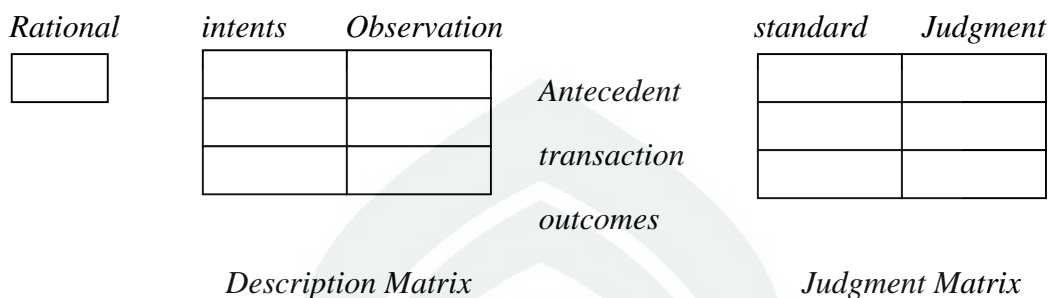 Rational intents Observation standard Judgment
Antecedent
transaction
outcomes
Description Matrix Judgment Matrix